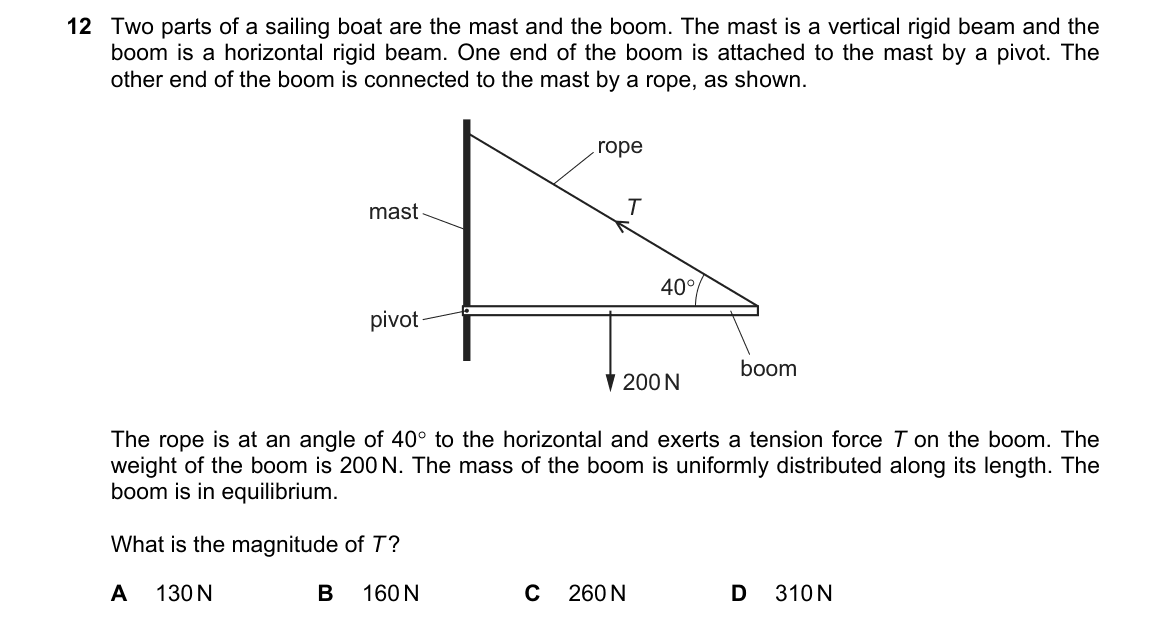 12 Two parts of a sailing boat are the mast and the boom. The mast is a vertical rigid beam and the
boom is a horizontal rigid beam. One end of the boom is attached to the mast by a pivot. The
other end of the boom is connected to the mast by a rope, as shown.
rope
mast
T
40°
pivot
boom
200 N
The rope is at an angle of 40° to the horizontal and exerts a tension force T on the boom. The
weight of the boom is 200 N. The mass of the boom is uniformly distributed along its length. The
boom is in equilibrium.
What is the magnitude of T?
A 130 N B 160 N C 260 N D 310 N